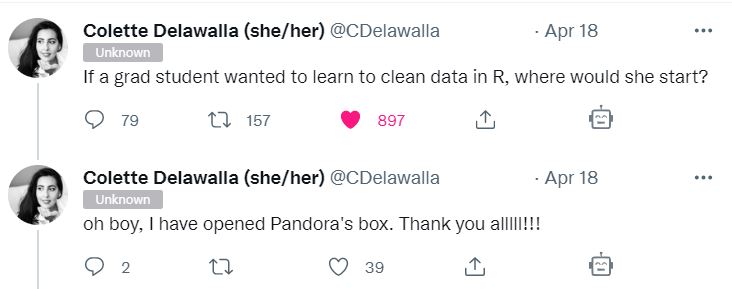 Colette Delawalla (she/her) @CDelawalla · Apr 18 ...
Unknown
If a grad student wanted to learn to clean data in R, where would she start?
79 157 897
Colette Delawalla (she/her) @CDelawalla · Apr 18 ...
Unknown
oh boy, I have opened Pandora's box. Thank you alllll!!!
2 39